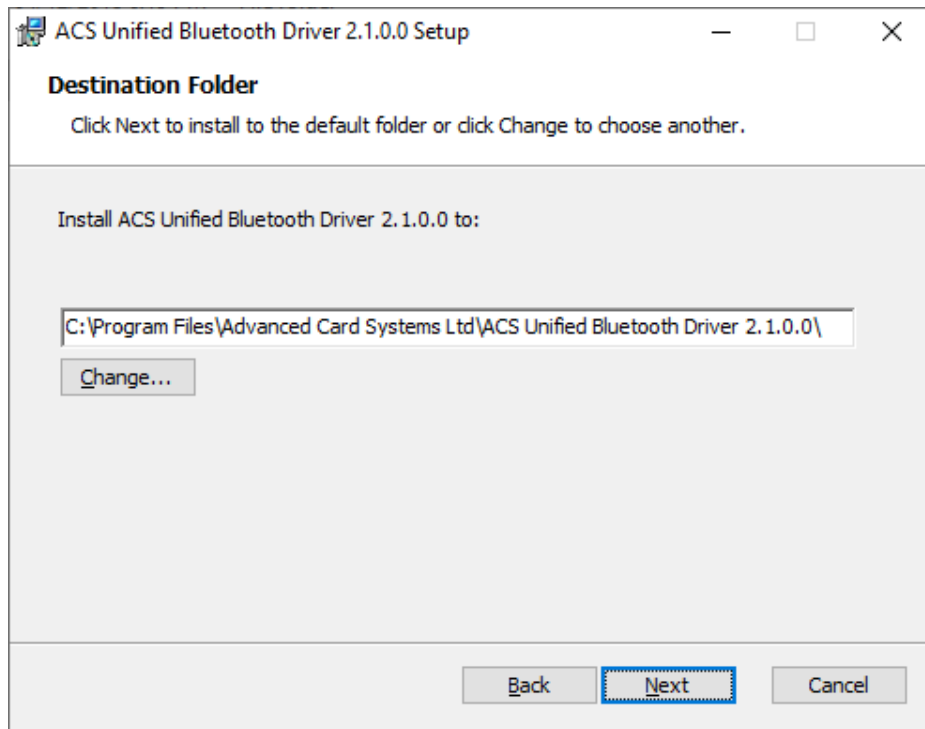 ACS Unified Bluetooth Driver 2.1.0.0 Setup
Destination Folder
Click Next to install to the default folder or click Change to choose another.
Install ACS Unified Bluetooth Driver 2.1.0.0 to:
C:\Program Files\Advanced Card Systems Ltd\ACS Unified Bluetooth Driver 2.1.0.0\
Change...
Back Next Cancel